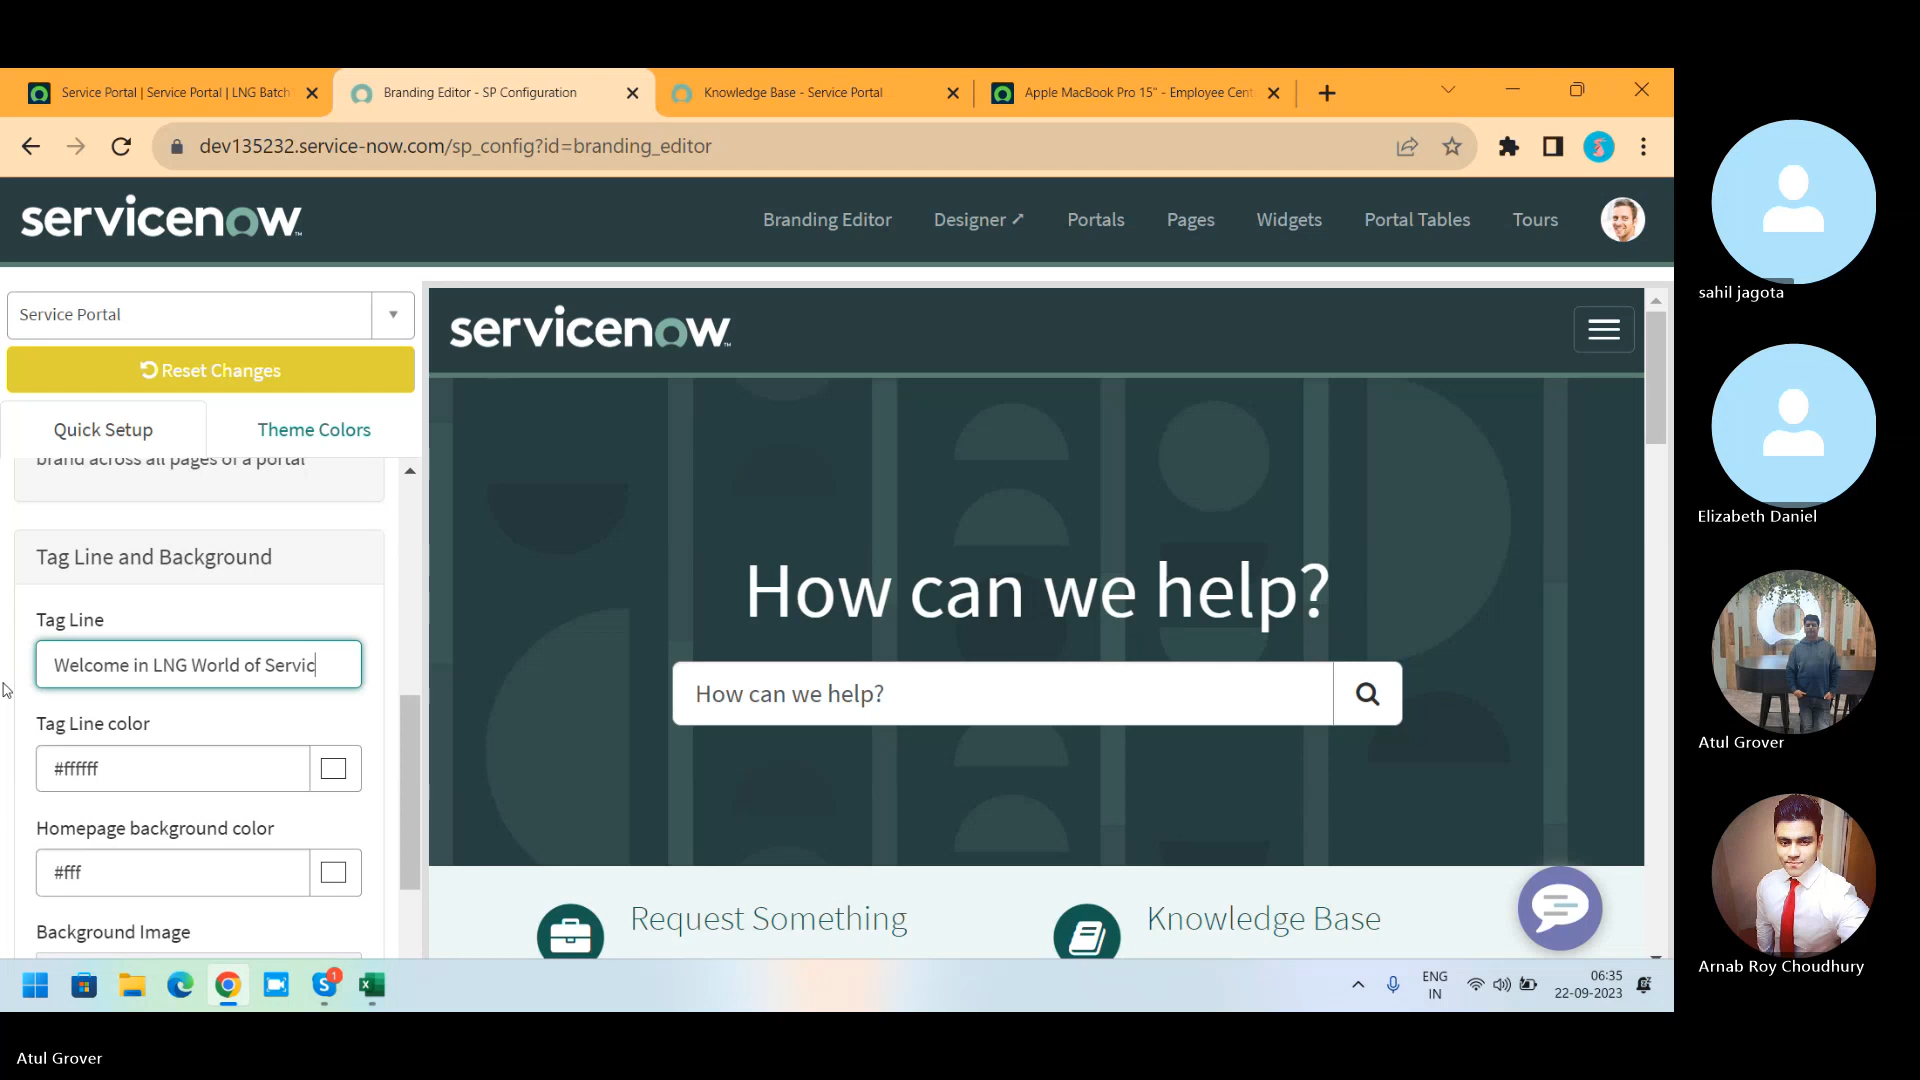 Service Portal | Service Portal | LNG Batch
Branding Editor - SP Configuration
Knowledge Base - Service Portal
Apple MacBook Pro 15" - Employee Cent
dev135232.service-now.com/sp_config?id=branding_editor
servicenow
Branding Editor
Designer
Portals
Pages
Widgets
Portal Tables
Tours
Service Portal
Reset Changes
Quick Setup
Theme Colors
brand across all pages of a portal
Tag Line and Background
Tag Line
Welcome in LNG World of Servic
Tag Line color
#ffffff
Homepage background color
#fff
Background Image
servicenow
How can we help?
How can we help?
Request Something
Knowledge Base
sahil jagota
Elizabeth Daniel
Atul Grover
Arnab Roy Choudhury
1
ENG
IN
06:35
22-09-2023
Atul Grover